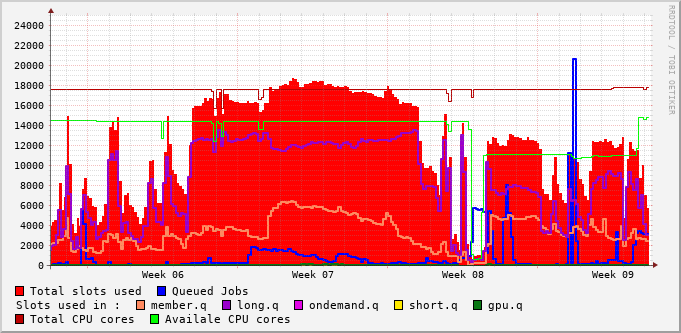 RRDTOOL / TOBI OETIKER
24000
22000
20000
18000
16000
14000
12000
10000
8000
6000
4000
2000
0
Week 06 Week 07 Week 08 Week 09
Total slots used Queued Jobs
Slots used in : member.q long.q ondemand.q short.q gpu.q
Total CPU cores Availale CPU cores